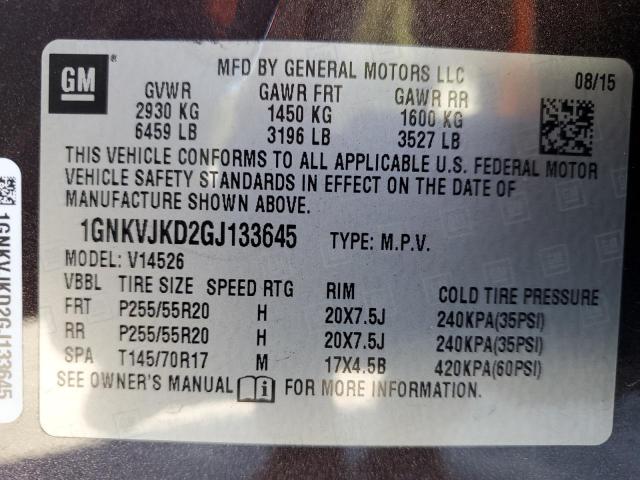 GM
®
MFD BY GENERAL MOTORS LLC
08/15
GVWR GAWR FRT GAWR RR
2930 KG 1450 KG 1600 KG
6459 LB 3196 LB 3527 LB
THIS VEHICLE CONFORMS TO ALL APPLICABLE U.S. FEDERAL MOTOR
VEHICLE SAFETY STANDARDS IN EFFECT ON THE DATE OF
MANUFACTURE SHOWN ABOVE.
1GNKVJKD2GJ133645 TYPE: M.P.V.
MODEL: V14526
VBBL TIRE SIZE SPEED RTG RIM COLD TIRE PRESSURE
FRT P255/55R20 H 20X7.5J 240KPA(35PSI)
RR P255/55R20 H 20X7.5J 240KPA(35PSI)
SPA T145/70R17 M 17X4.5B 420KPA(60PSI)
SEE OWNER'S MANUAL FOR MORE INFORMATION.
1GNKVJKD2GJ133645